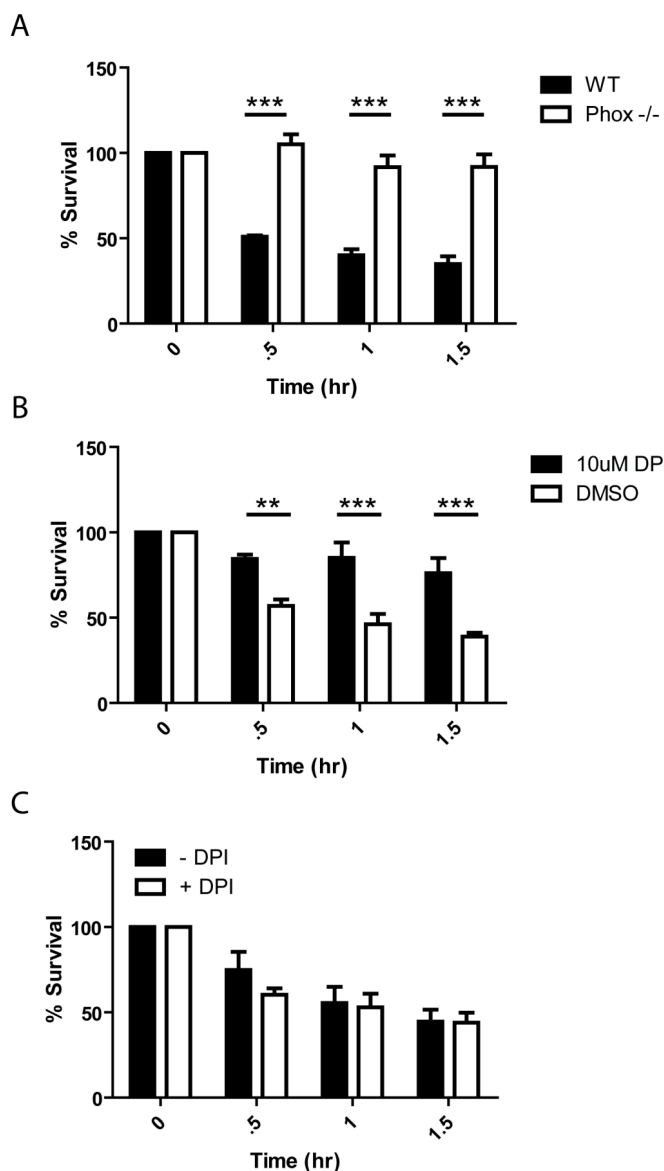 A
150
100
50
0
% Survival
*** *** ***
WT
Phox -/-
0 .5 1 1.5
Time (hr)
B
150
100
50
0
% Survival
** *** ***
10uM DP
DMSO
0 .5 1 1.5
Time (hr)
C
150
100
50
0
% Survival
- DPI
+ DPI
0 .5 1 1.5
Time (hr)